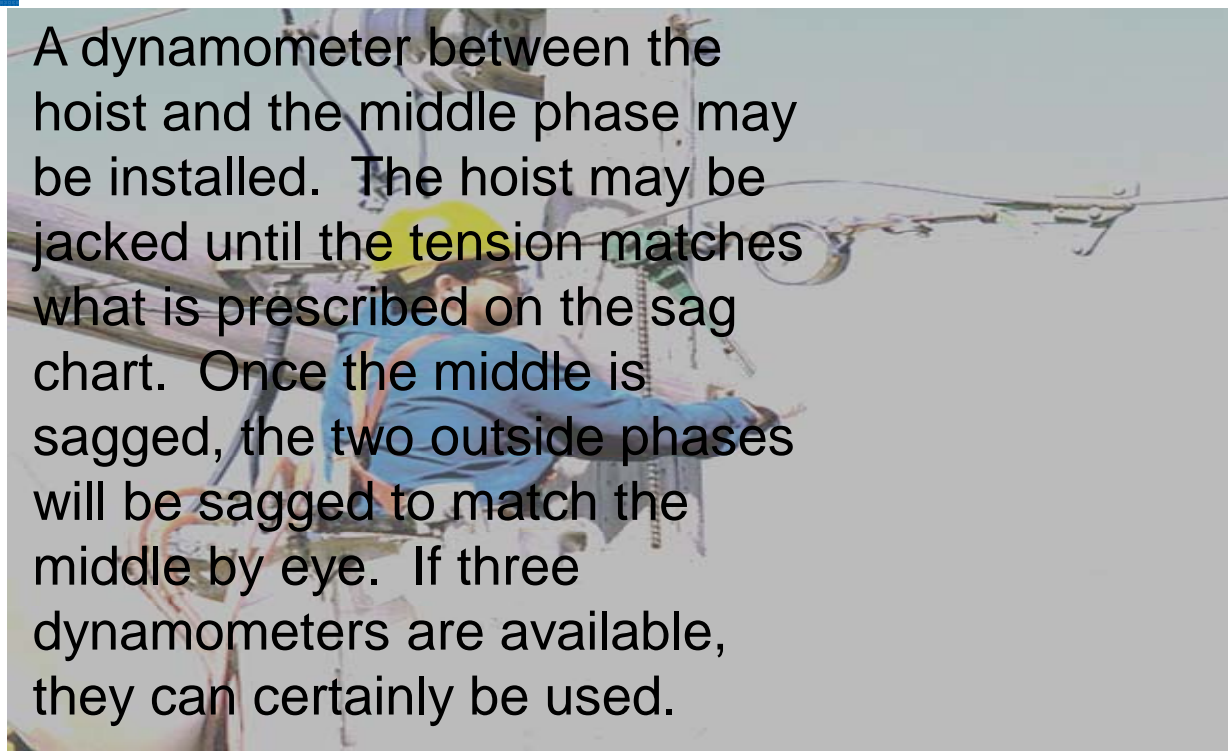 A dynamometer between the
hoist and the middle phase may
be installed.  The hoist may be
jacked until the tension matches
what is prescribed on the sag
chart.  Once the middle is
sagged, the two outside phases
will be sagged to match the
middle by eye.  If three
dynamometers are available,
they can certainly be used.